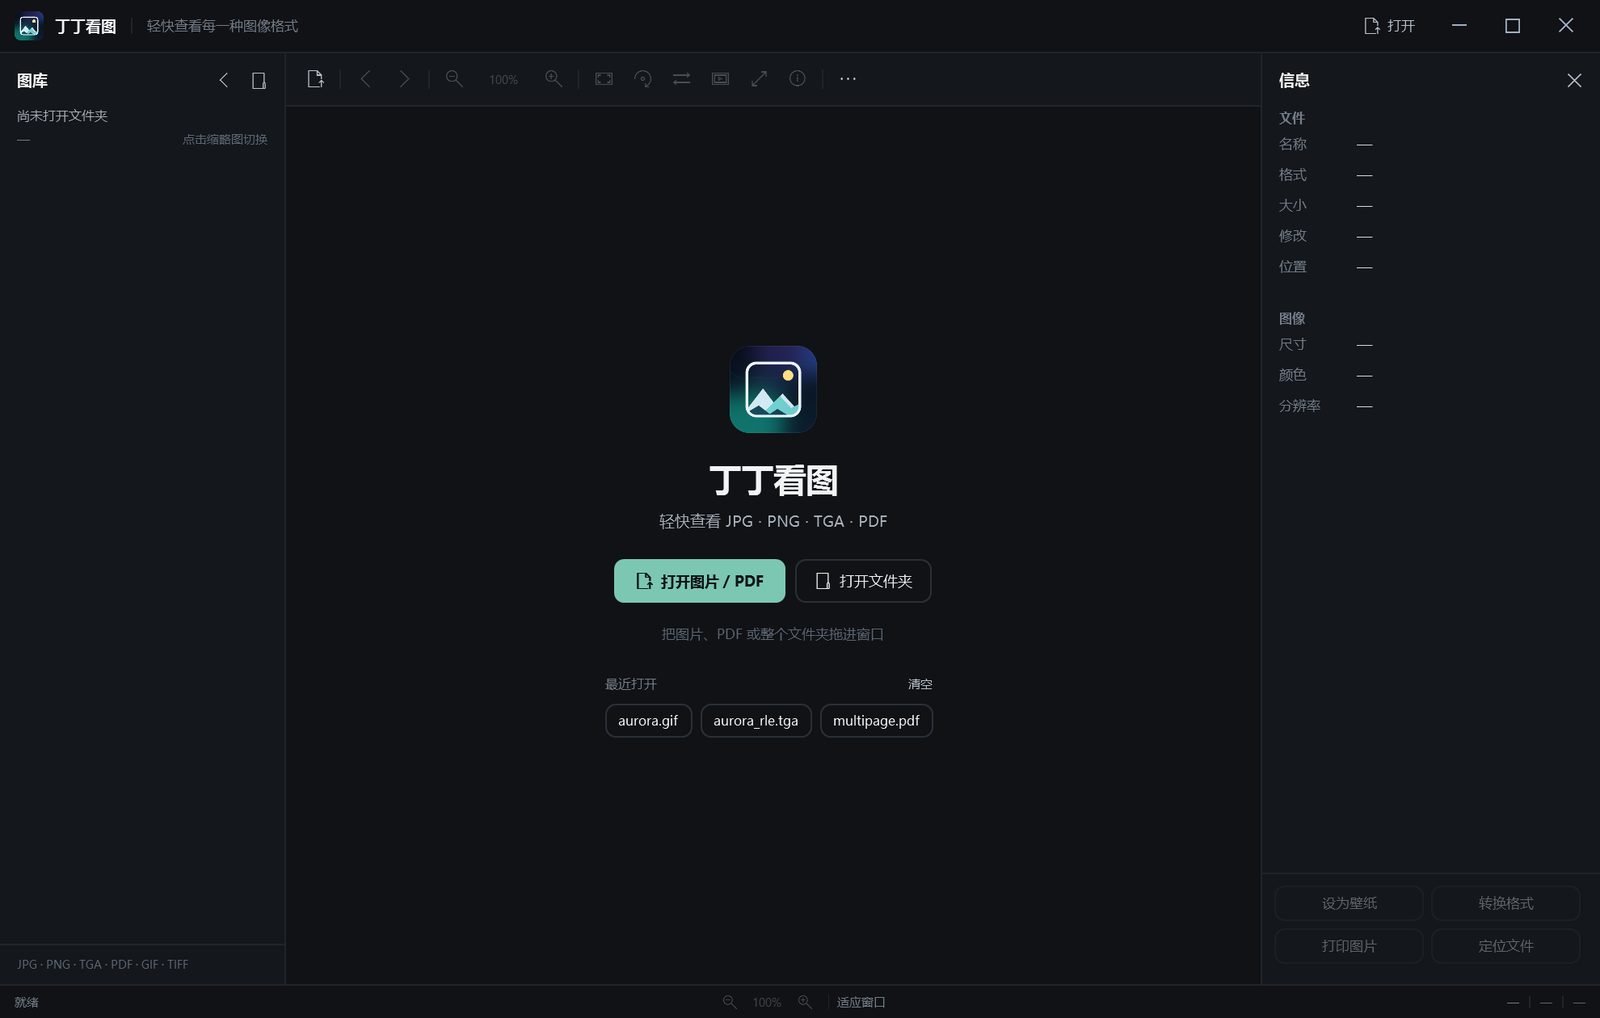 丁丁看图
轻快查看每一种图像格式
打开
图库
尚未打开文件夹
—
点击缩略图切换
JPG · PNG · TGA · PDF · GIF · TIFF
100%
丁丁看图
轻快查看 JPG · PNG · TGA · PDF
打开图片 / PDF
打开文件夹
把图片、PDF 或整个文件夹拖进窗口
最近打开
清空
aurora.gif
aurora_rle.tga
multipage.pdf
信息
文件
名称 —
格式 —
大小 —
修改 —
位置 —
图像
尺寸 —
颜色 —
分辨率 —
设为壁纸
转换格式
打印图片
定位文件
就绪
100%
适应窗口
— — —